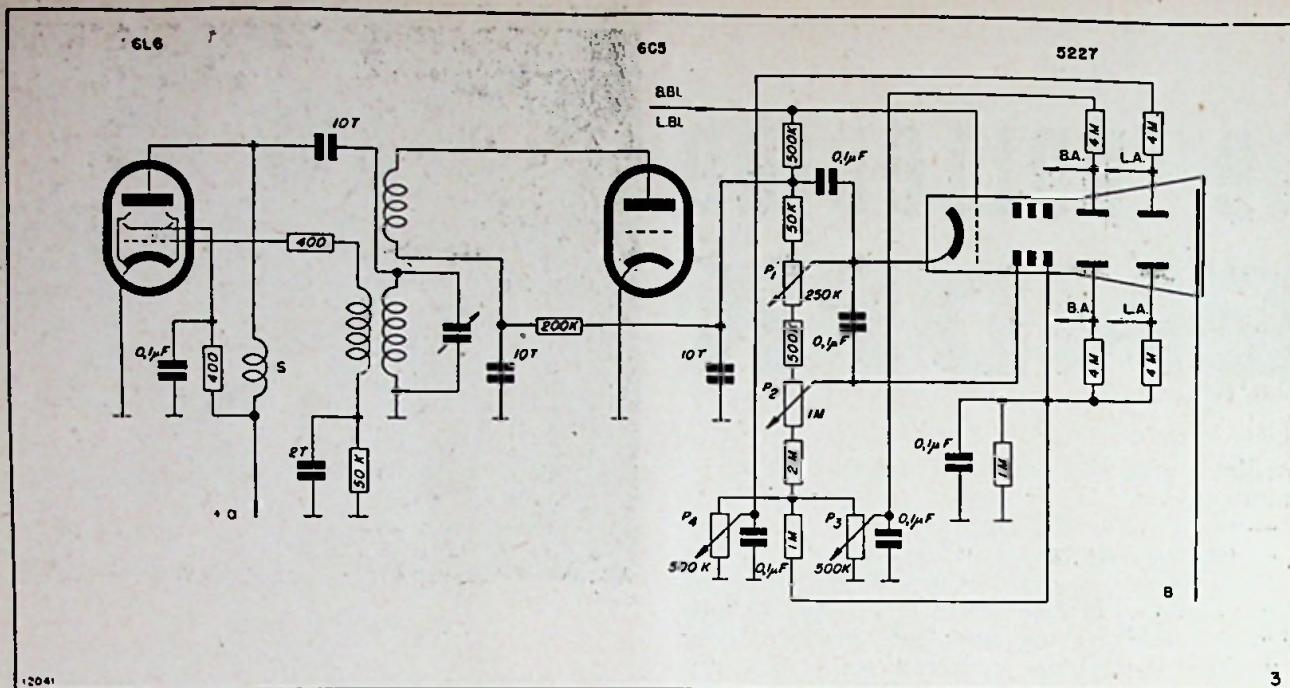 6L6
6C5
5227
10T
B.Bl.
L.Bl.
500K
0,1µF
4M
4M
B.A.
L.A.
400
50K
P1
250K
0,1µF
400
S
200K
500K
0,1µF
10T
10T
B.A.
L.A.
P2
1M
4M
4M
2T
50K
0,1µF
1M
2M
+a
P4
P3
0,1µF
1M
500K
0,1µF
500K
B
12041
3